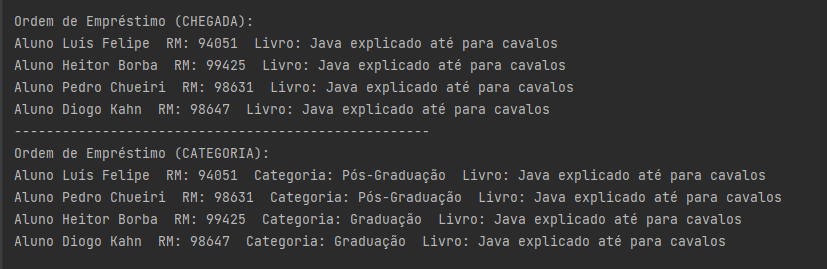 Ordem de Empréstimo (CHEGADA):
Aluno Luís Felipe  RM: 94051  Livro: Java explicado até para cavalos
Aluno Heitor Borba  RM: 99425  Livro: Java explicado até para cavalos
Aluno Pedro Chueiri  RM: 98631  Livro: Java explicado até para cavalos
Aluno Diogo Kahn  RM: 98647  Livro: Java explicado até para cavalos
----------------------------------------------------
Ordem de Empréstimo (CATEGORIA):
Aluno Luís Felipe  RM: 94051  Categoria: Pós-Graduação  Livro: Java explicado até para cavalos
Aluno Pedro Chueiri  RM: 98631  Categoria: Pós-Graduação  Livro: Java explicado até para cavalos
Aluno Heitor Borba  RM: 99425  Categoria: Graduação  Livro: Java explicado até para cavalos
Aluno Diogo Kahn  RM: 98647  Categoria: Graduação  Livro: Java explicado até para cavalos